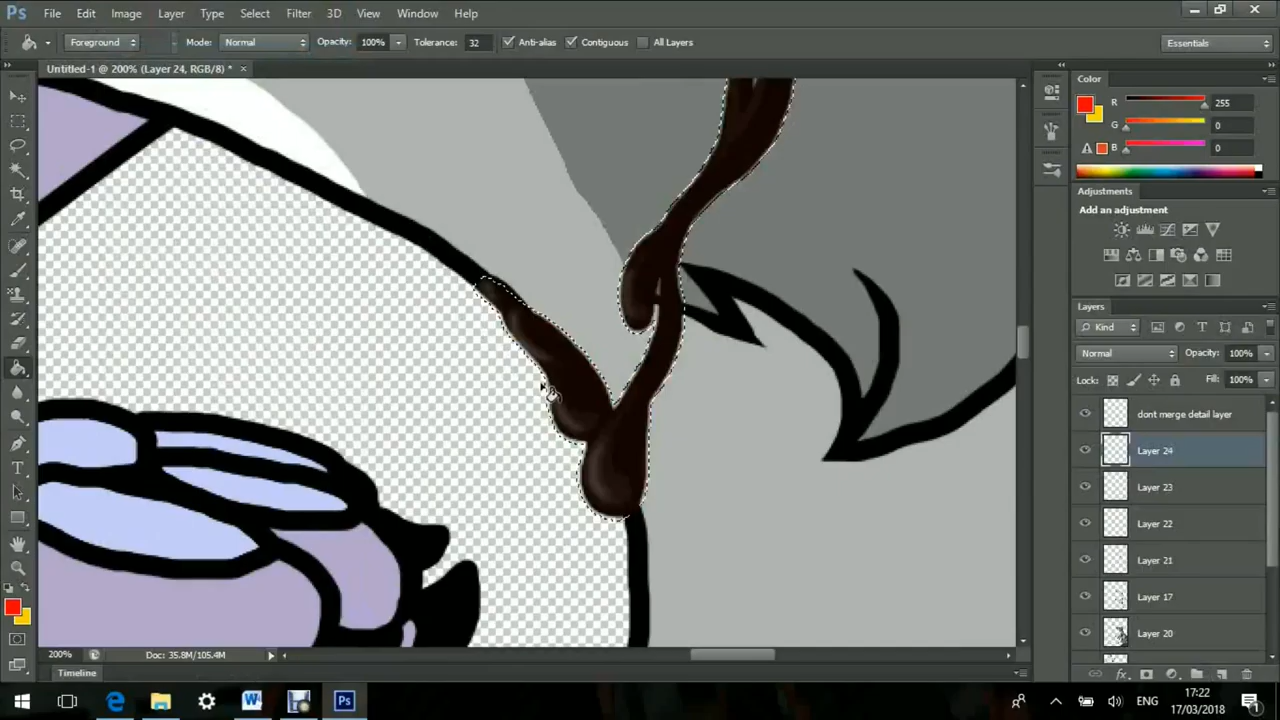 Ps File Edit Image Layer Type Select Filter 3D View Window Help
Foreground Mode: Normal Opacity: 100% Tolerance: 32 Anti-alias Contiguous All Layers Essentials
Untitled-1 @ 200% (Layer 24, RGB/8) * ×
Color
R 255
G 0
B 0
Adjustments
Add an adjustment
Layers
Kind
Normal Opacity: 100%
Lock: Fill: 100%
dont merge detail layer
Layer 24
Layer 23
Layer 22
Layer 21
Layer 17
Layer 20
200% Doc: 35.8M/105.4M
Timeline
ENG 17:22
17/03/2018